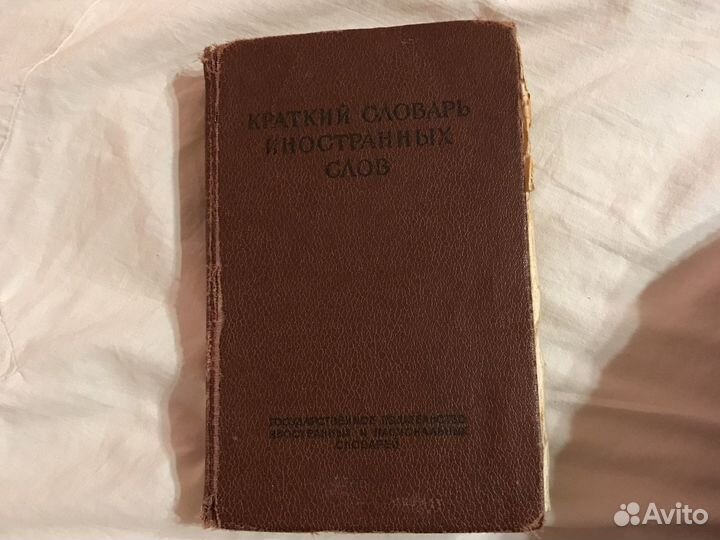 КРАТКИЙ СЛОВАРЬ
ИНОСТРАННЫХ
СЛОВ
ГОСУДАРСТВЕННОЕ ИЗДАТЕЛЬСТВО
ИНОСТРАННЫХ И НАЦИОНАЛЬНЫХ
СЛОВАРЕЙ
Avito